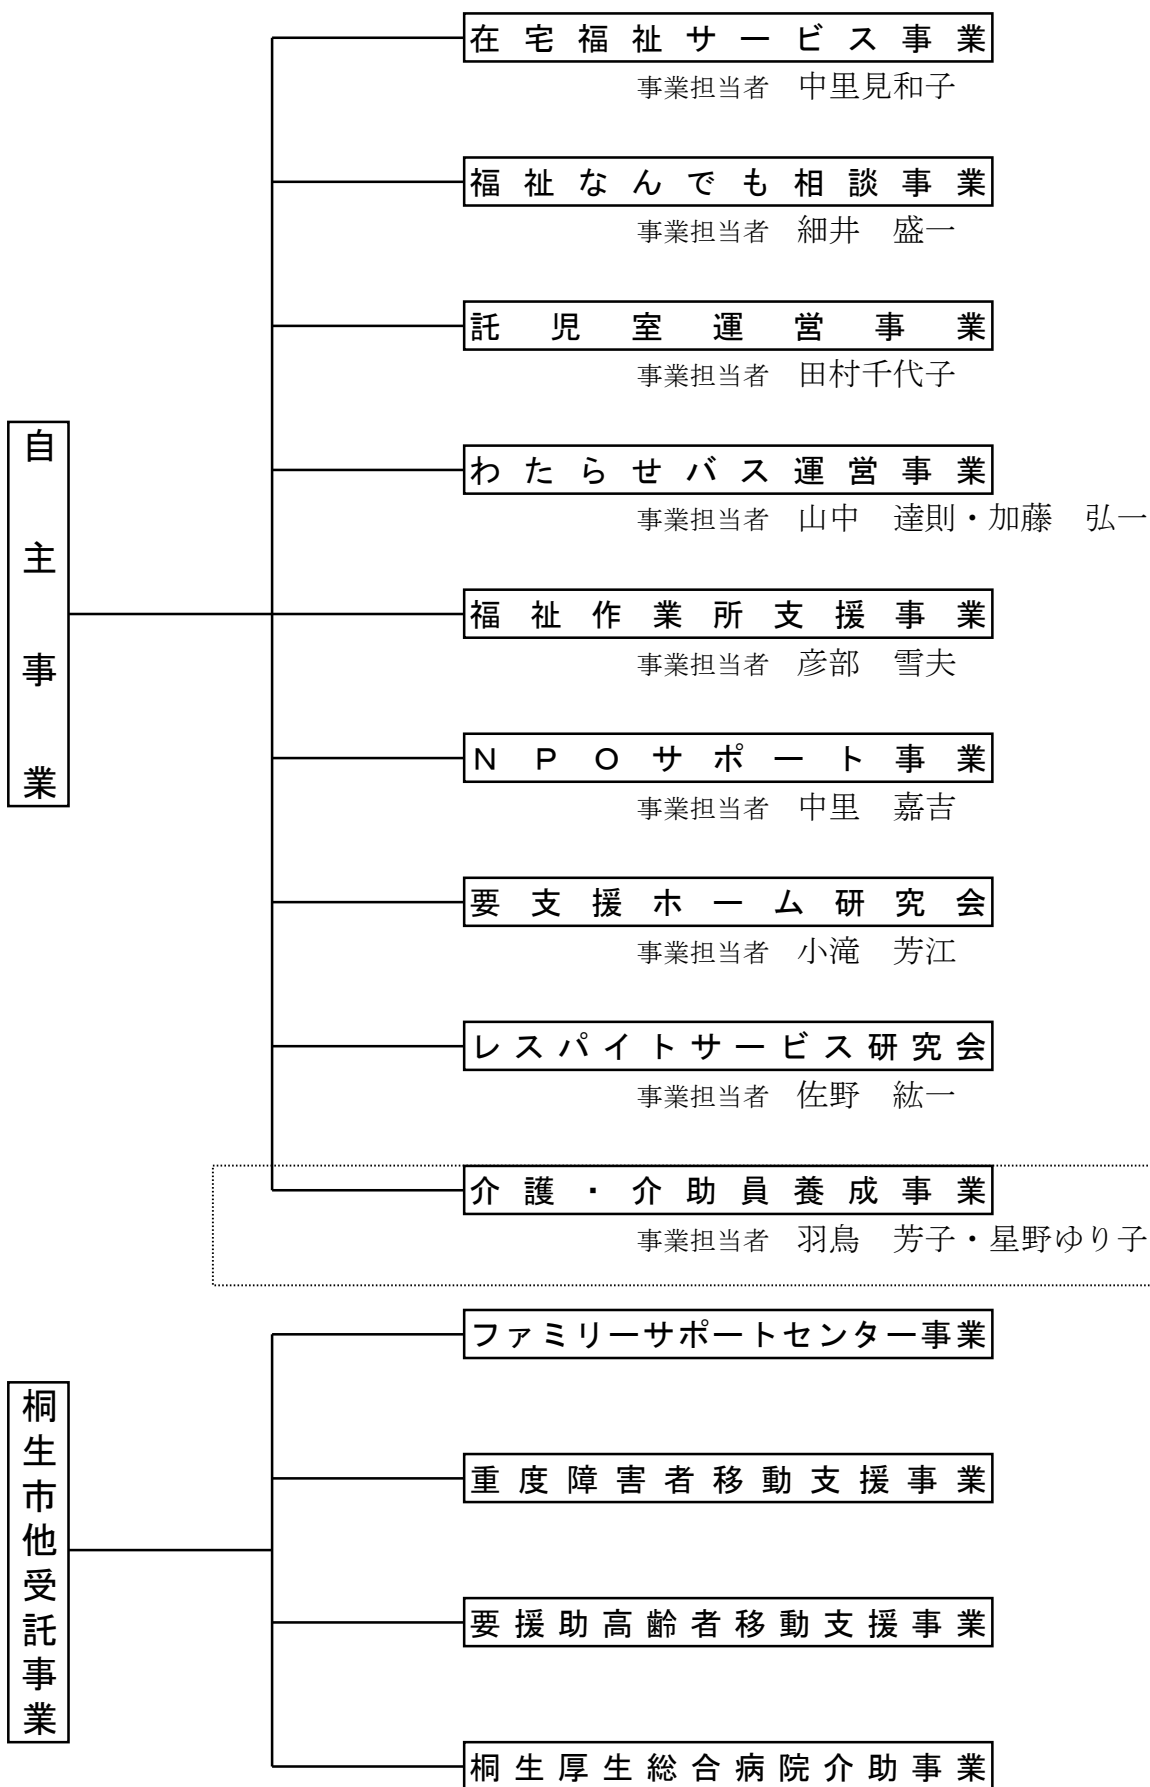 自主事業
在宅福祉サービス事業
事業担当者　中里見和子
福祉なんでも相談事業
事業担当者　細井　盛一
託児室運営事業
事業担当者　田村千代子
わたらせバス運営事業
事業担当者　山中　達則・加藤　弘一
福祉作業所支援事業
事業担当者　彦部　雪夫
ＮＰＯサポート事業
事業担当者　中里　嘉吉
要支援ホーム研究会
事業担当者　小滝　芳江
レスパイトサービス研究会
事業担当者　佐野　紘一
介護・介助員養成事業
事業担当者　羽鳥　芳子・星野ゆり子
桐生市他受託事業
ファミリーサポートセンター事業
重度障害者移動支援事業
要援助高齢者移動支援事業
桐生厚生総合病院介助事業